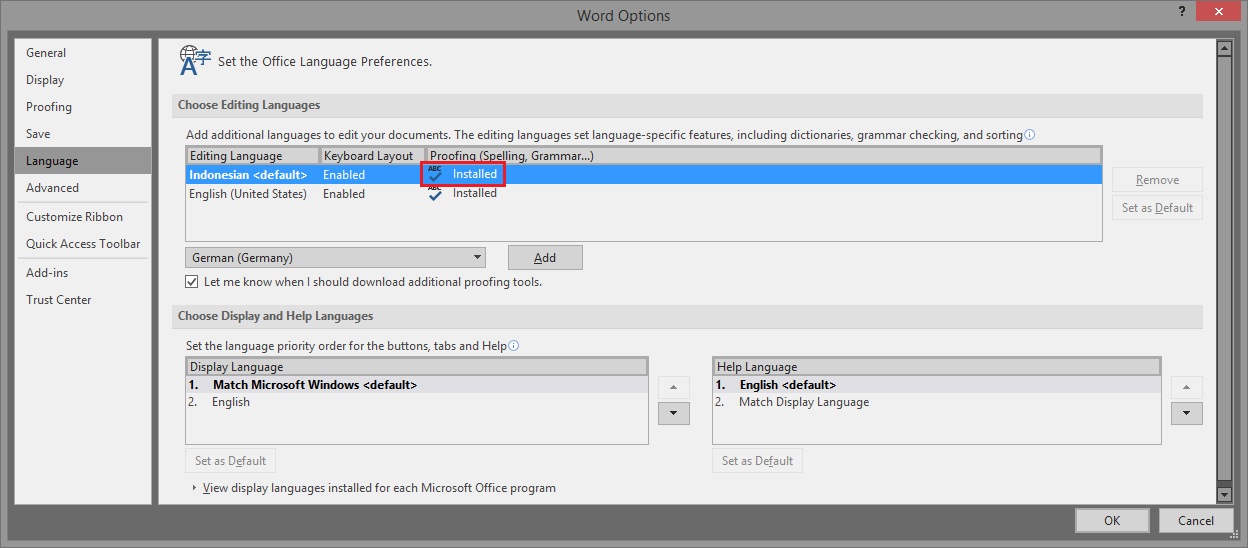 Word Options
?
General
Display
Proofing
Save
Language
Advanced
Customize Ribbon
Quick Access Toolbar
Add-ins
Trust Center
A字 Set the Office Language Preferences.
Choose Editing Languages
Add additional languages to edit your documents. The editing languages set language-specific features, including dictionaries, grammar checking, and sorting
Editing Language Keyboard Layout Proofing (Spelling, Grammar...)
Indonesian <default> Enabled ABC Installed
English (United States) Enabled ABC Installed
Remove
Set as Default
German (Germany) Add
Let me know when I should download additional proofing tools.
Choose Display and Help Languages
Set the language priority order for the buttons, tabs and Help
Display Language
1. Match Microsoft Windows <default>
2. English
Set as Default
Help Language
1. English <default>
2. Match Display Language
Set as Default
View display languages installed for each Microsoft Office program
OK Cancel